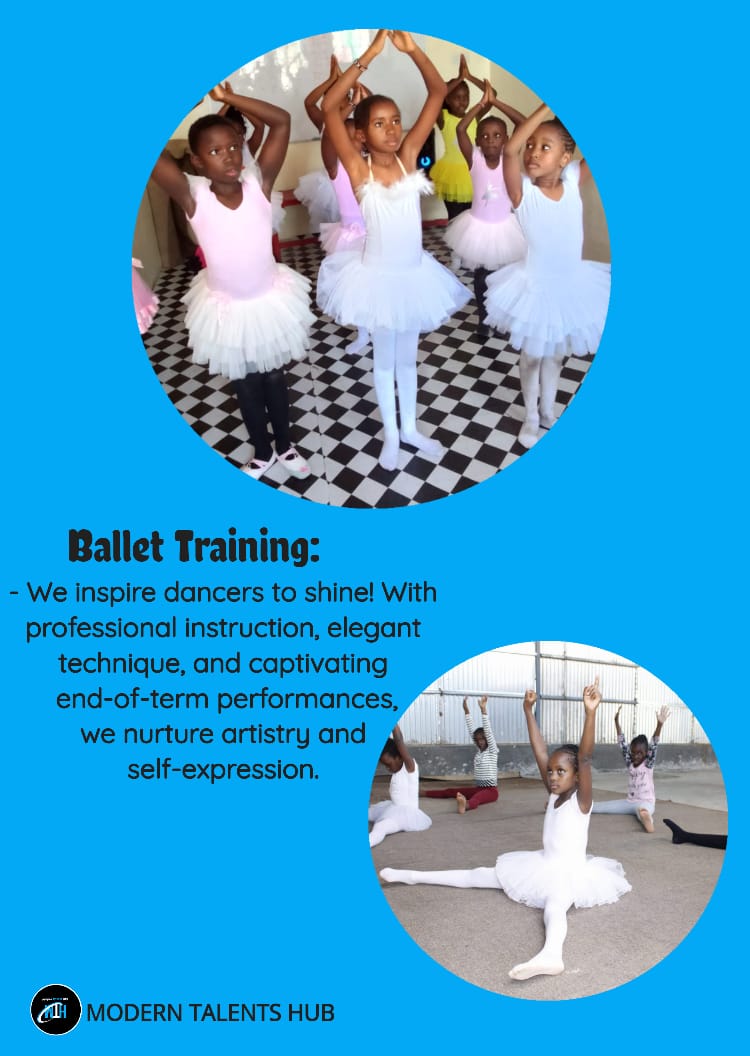 Ballet Training:
- We inspire dancers to shine! With
professional instruction, elegant
technique, and captivating
end-of-term performances,
we nurture artistry and
self-expression.
MTH
MODERN TALENTS HUB